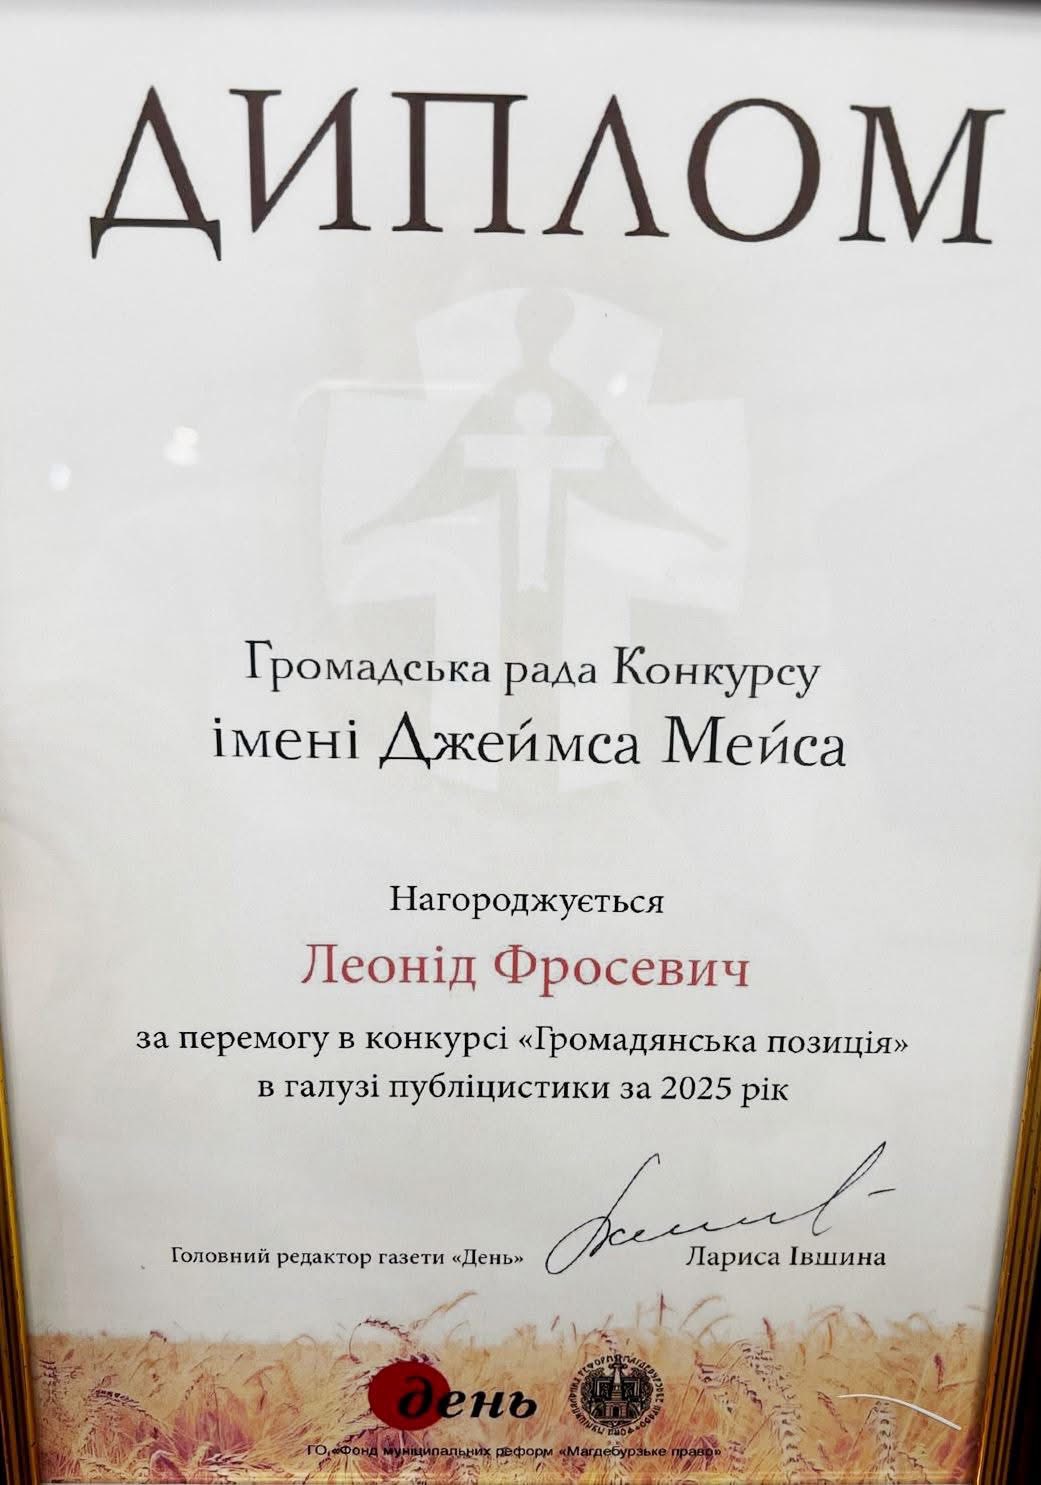 ДИПЛОМ
Громадська рада Конкурсу
імені Джеймса Мейса
Нагороджується
Леонід Фросевич
за перемогу в конкурсі «Громадянська позиція»
в галузі публіцистики за 2025 рік
Головний редактор газети «День»
Лариса Івшина
день
ГО «Фонд муніципальних реформ «Магдебурзьке право»